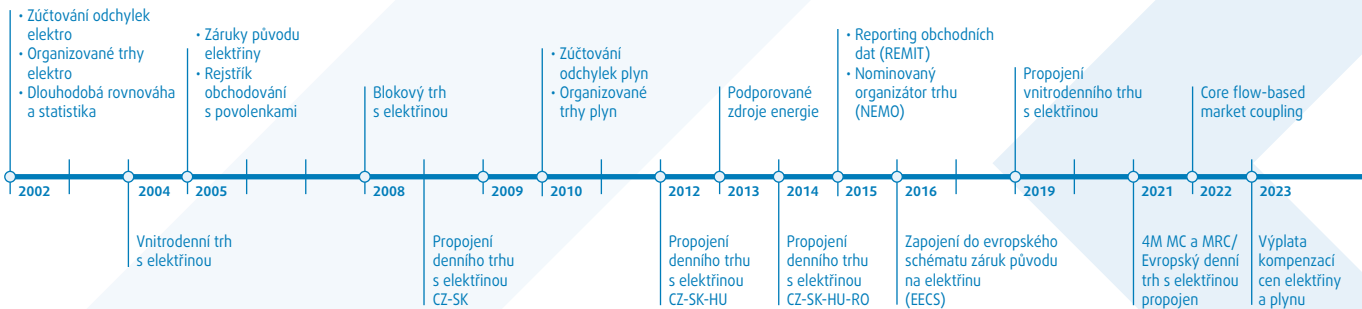 • Zúčtování odchylek
elektro
• Organizované trhy
elektro
• Dlouhodobá rovnováha
a statistika
• Záruky původu
elektřiny
• Rejstřík
obchodování
s povolenkami
Blokový trh
s elektřinou
• Zúčtování
odchylek plyn
• Organizované
trhy plyn
Podporované
zdroje energie
• Reporting obchodních
dat (REMIT)
• Nominovaný
organizátor trhu
(NEMO)
Propojení
vnitrodenního trhu
s elektřinou
Core flow-based
market coupling
2002 2004 2005 2008 2009 2010 2012 2013 2014 2015 2016 2019 2021 2022 2023
Vnitrodenní trh
s elektřinou
Propojení
denního trhu
s elektřinou
CZ-SK
Propojení
denního trhu
s elektřinou
CZ-SK-HU
Propojení
denního trhu
s elektřinou
CZ-SK-HU-RO
Zapojení do evropského
schématu záruk původu
na elektřinu
(EECS)
4M MC a MRC/
Evropský denní
trh s elektřinou
propojen
Výplata
kompenzací
cen elektřiny
a plynu